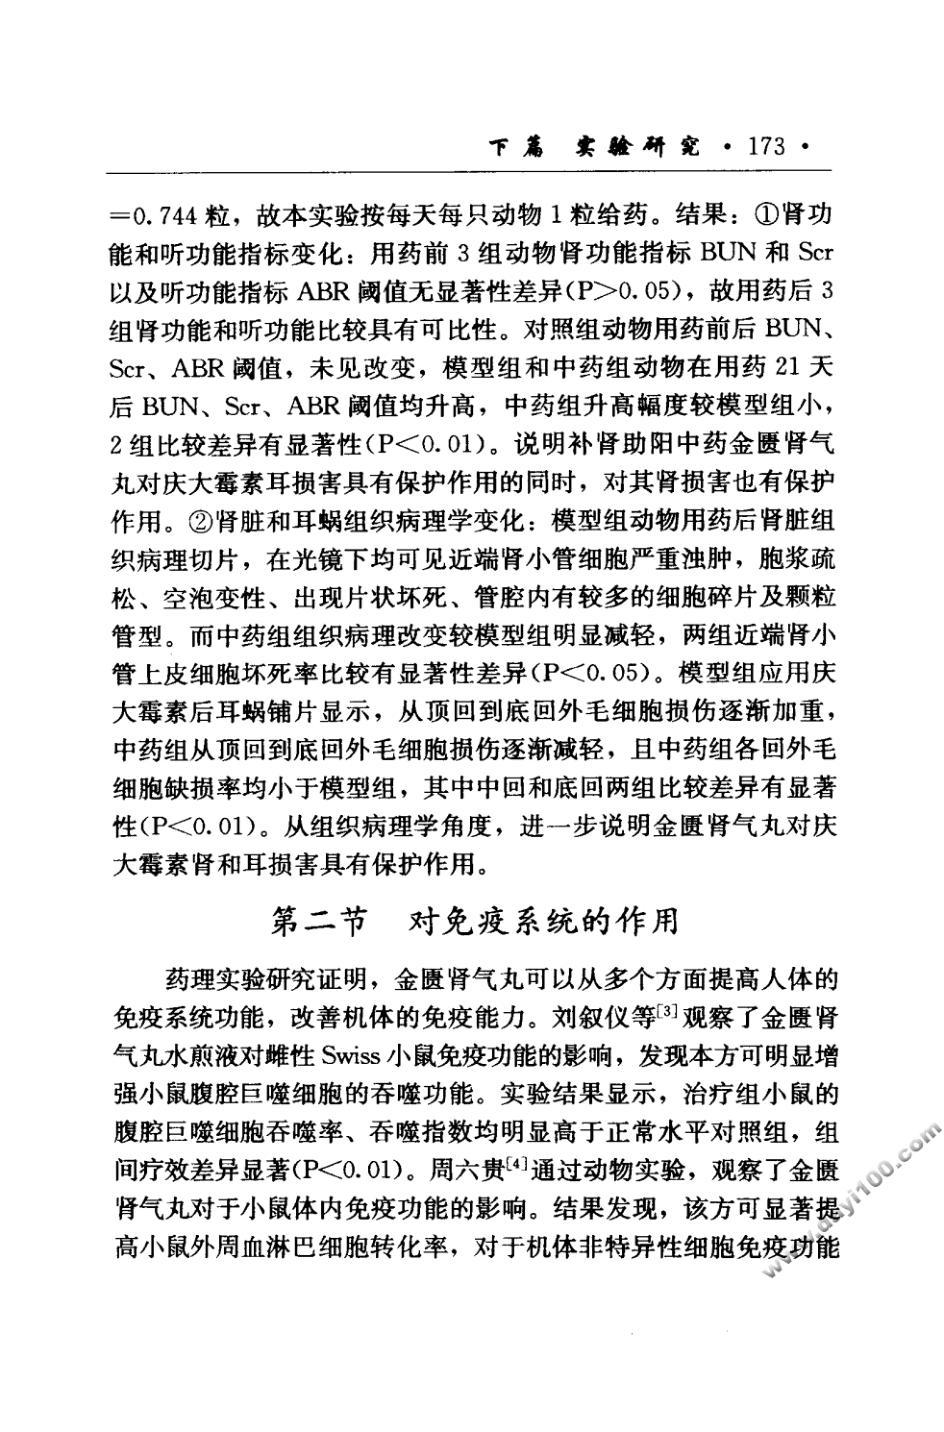 下篇 实验研究 · 173 ·
=0.744粒，故本实验按每天每只动物1粒给药。结果：①肾功
能和听功能指标变化：用药前3组动物肾功能指标BUN和Scr
以及听功能指标ABR阈值无显著性差异(P>0.05)，故用药后3
组肾功能和听功能比较具有可比性。对照组动物用药前后BUN、
Scr、ABR阈值，未见改变，模型组和中药组动物在用药21天
后BUN、Scr、ABR阈值均升高，中药组升高幅度较模型组小，
2组比较差异有显著性(P<0.01)。说明补肾助阳中药金匮肾气
丸对庆大霉素耳损害具有保护作用的同时，对其肾损害也有保护
作用。②肾脏和耳蜗组织病理学变化：模型组动物用药后肾脏组
织病理切片，在光镜下均可见近端肾小管细胞严重浊肿，胞浆疏
松、空泡变性、出现片状坏死、管腔内有较多的细胞碎片及颗粒
管型。而中药组组织病理改变较模型组明显减轻，两组近端肾小
管上皮细胞坏死率比较有显著性差异(P<0.05)。模型组应用庆
大霉素后耳蜗铺片显示，从顶回到底回外毛细胞损伤逐渐加重，
中药组从顶回到底回外毛细胞损伤逐渐减轻，且中药组各回外毛
细胞缺损率均小于模型组，其中中回和底回两组比较差异有显著
性(P<0.01)。从组织病理学角度，进一步说明金匮肾气丸对庆
大霉素肾和耳损害具有保护作用。
第二节 对免疫系统的作用
药理实验研究证明，金匮肾气丸可以从多个方面提高人体的
免疫系统功能，改善机体的免疫能力。刘叙仪等[3]观察了金匮肾
气丸水煎液对雌性Swiss小鼠免疫功能的影响，发现本方可明显增
强小鼠腹腔巨噬细胞的吞噬功能。实验结果显示，治疗组小鼠的
腹腔巨噬细胞吞噬率、吞噬指数均明显高于正常水平对照组，组
间疗效差异显著(P<0.01)。周六贵[4]通过动物实验，观察了金匮
肾气丸对于小鼠体内免疫功能的影响。结果发现，该方可显著提
高小鼠外周血淋巴细胞转化率，对于机体非特异性细胞免疫功能